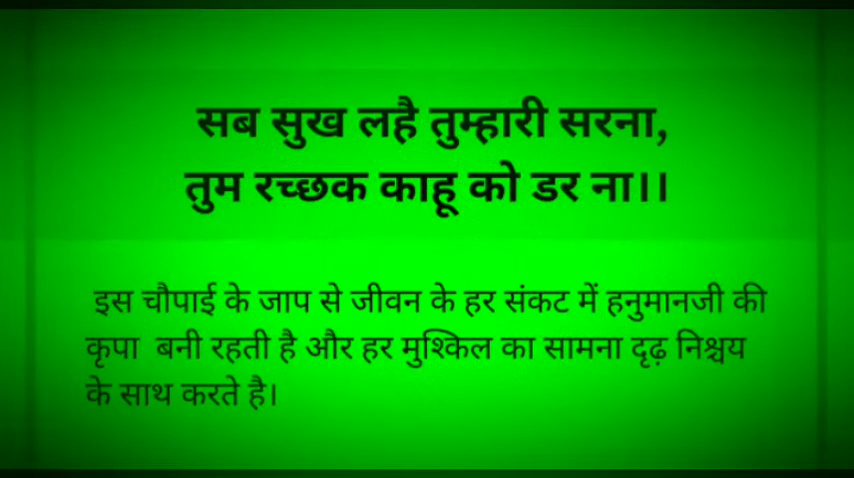 सब सुख लहै तुम्हारी सरना,
तुम रच्छक काहू को डर ना।।
इस चौपाई के जाप से जीवन के हर संकट में हनुमानजी की
कृपा बनी रहती है और हर मुश्किल का सामना दृढ़ निश्चय
के साथ करते है।